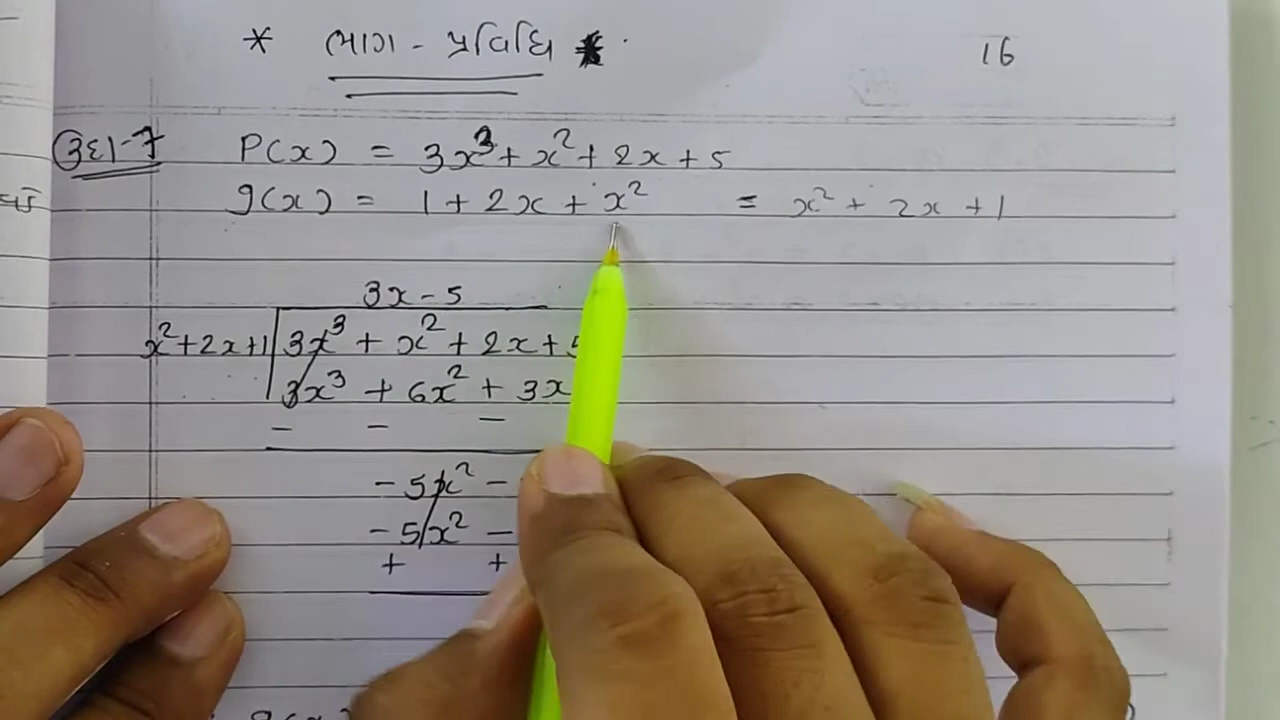 * ભાગ - પ્રવિધિ *
16
ઉદા-7 P(x) = 3x³ + x² + 2x + 5
g(x) = 1 + 2x + x² = x² + 2x + 1
3x - 5
x² + 2x + 1 3x³ + x² + 2x + 5
3x³ + 6x² + 3x
- - -
- 5x² -
- 5x² -
+ +